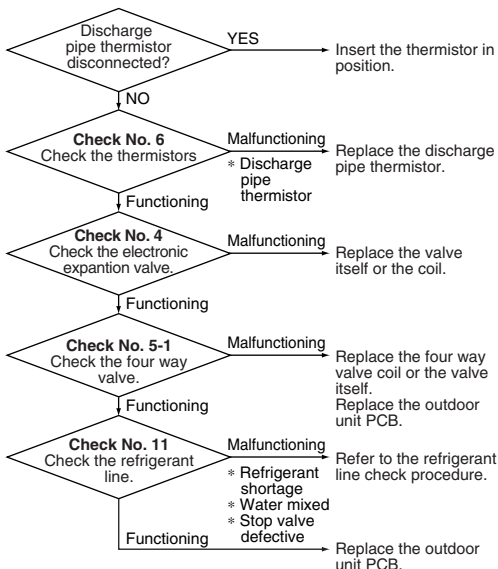 Discharge
pipe thermistor
disconnected?
YES
Insert the thermistor in
position.
NO
Check No. 6
Check the thermistors
Malfunctioning
* Discharge
pipe
thermistor
Replace the discharge
pipe thermistor.
Functioning
Check No. 4
Check the electronic
expantion valve.
Malfunctioning
Replace the valve
itself or the coil.
Functioning
Check No. 5-1
Check the four way
valve.
Malfunctioning
Replace the four way
valve coil or the valve
itself.
Replace the outdoor
unit PCB.
Functioning
Check No. 11
Check the refrigerant
line.
Malfunctioning
* Refrigerant
shortage
* Water mixed
* Stop valve
defective
Refer to the refrigerant
line check procedure.
Functioning
Replace the outdoor
unit PCB.